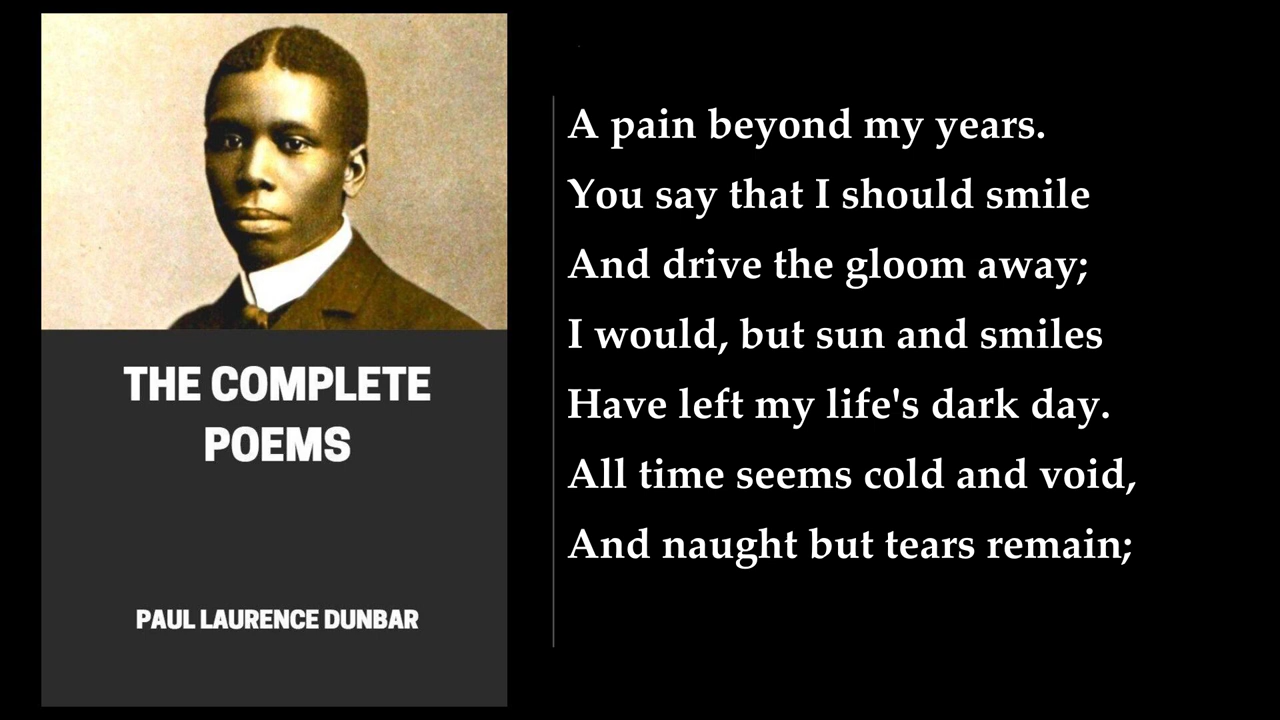 THE COMPLETE
POEMS
PAUL LAURENCE DUNBAR
A pain beyond my years.
You say that I should smile
And drive the gloom away;
I would, but sun and smiles
Have left my life's dark day.
All time seems cold and void,
And naught but tears remain;